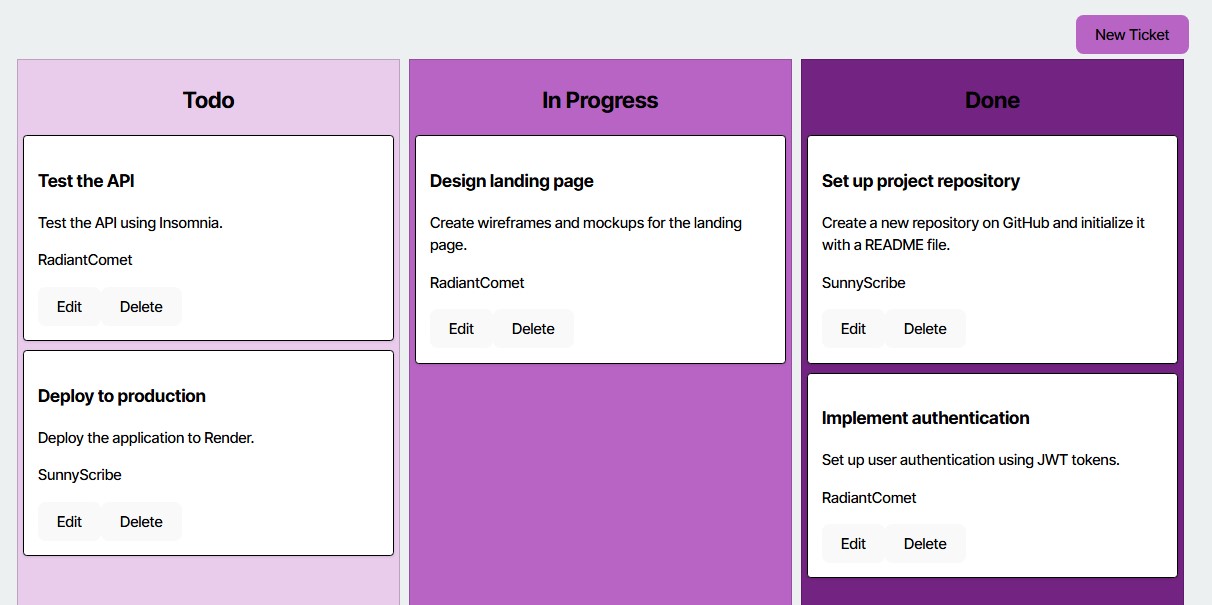 New Ticket
Todo
Test the API
Test the API using Insomnia.
RadiantComet
Edit Delete
Deploy to production
Deploy the application to Render.
SunnyScribe
Edit Delete
In Progress
Design landing page
Create wireframes and mockups for the landing
page.
RadiantComet
Edit Delete
Done
Set up project repository
Create a new repository on GitHub and initialize it
with a README file.
SunnyScribe
Edit Delete
Implement authentication
Set up user authentication using JWT tokens.
RadiantComet
Edit Delete